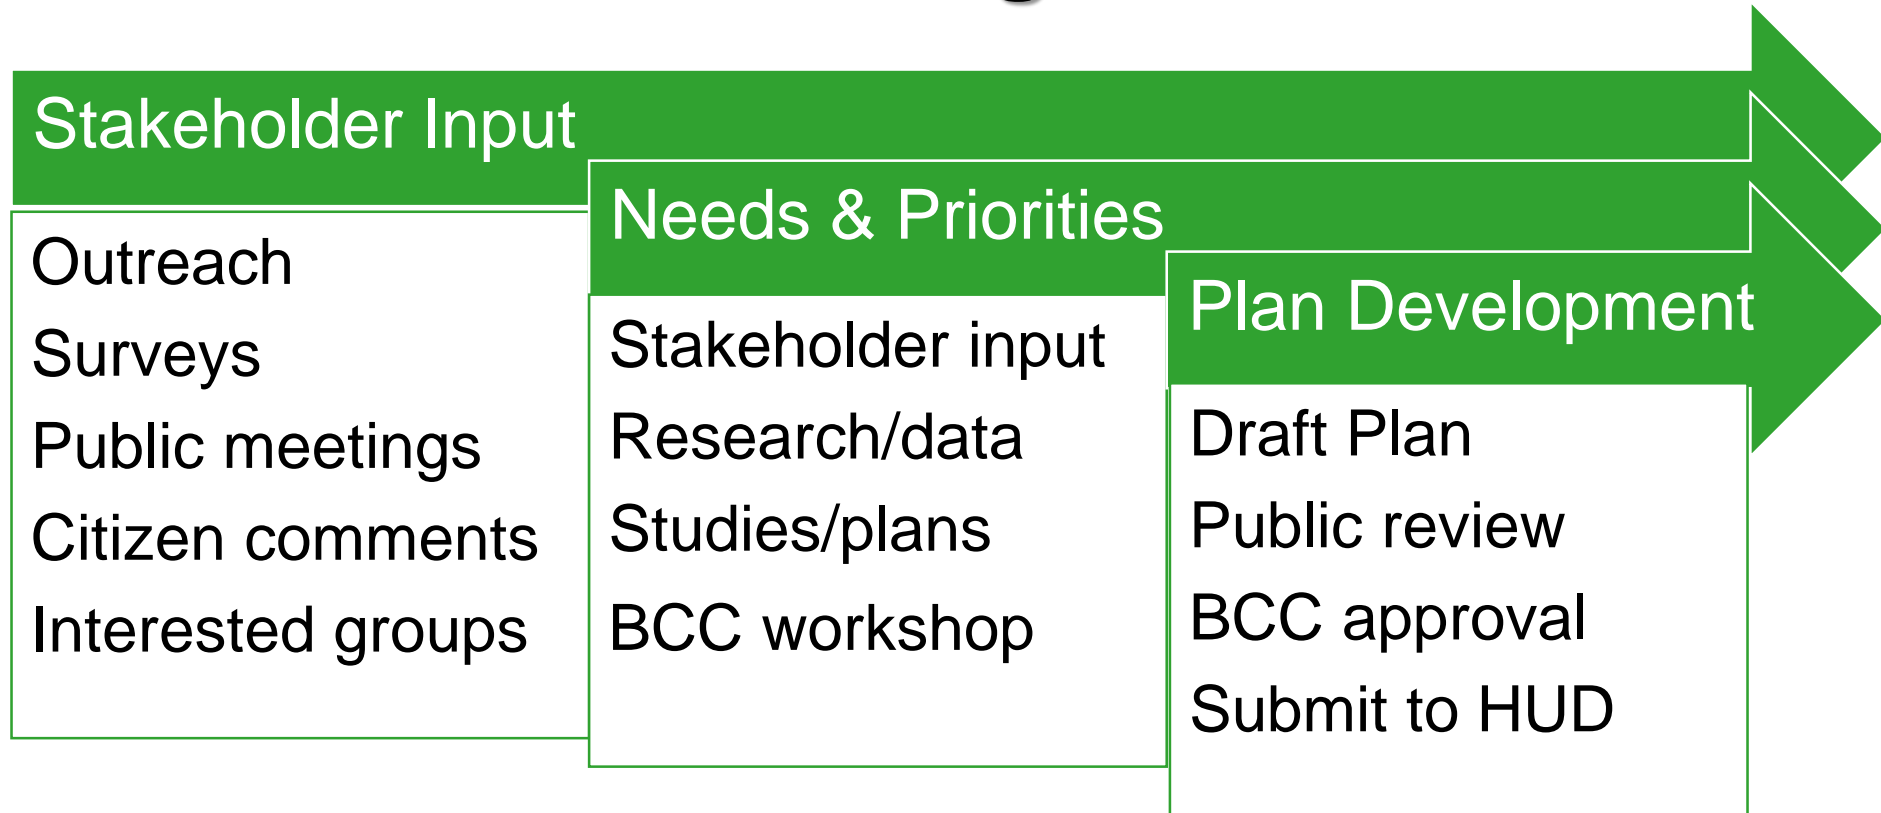 Stakeholder Input
Outreach
Surveys
Public meetings
Citizen comments
Interested groups
Needs & Priorities
Stakeholder input
Research/data
Studies/plans
BCC workshop
Plan Development
Draft Plan
Public review
BCC approval
Submit to HUD